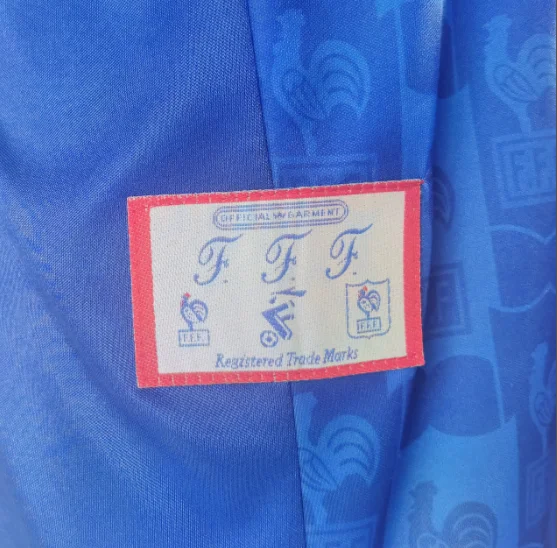 OFFICIAL GARMENT
F. F. F.
F.F.F. F.F.F.
Registered Trade Marks
F.F.F.